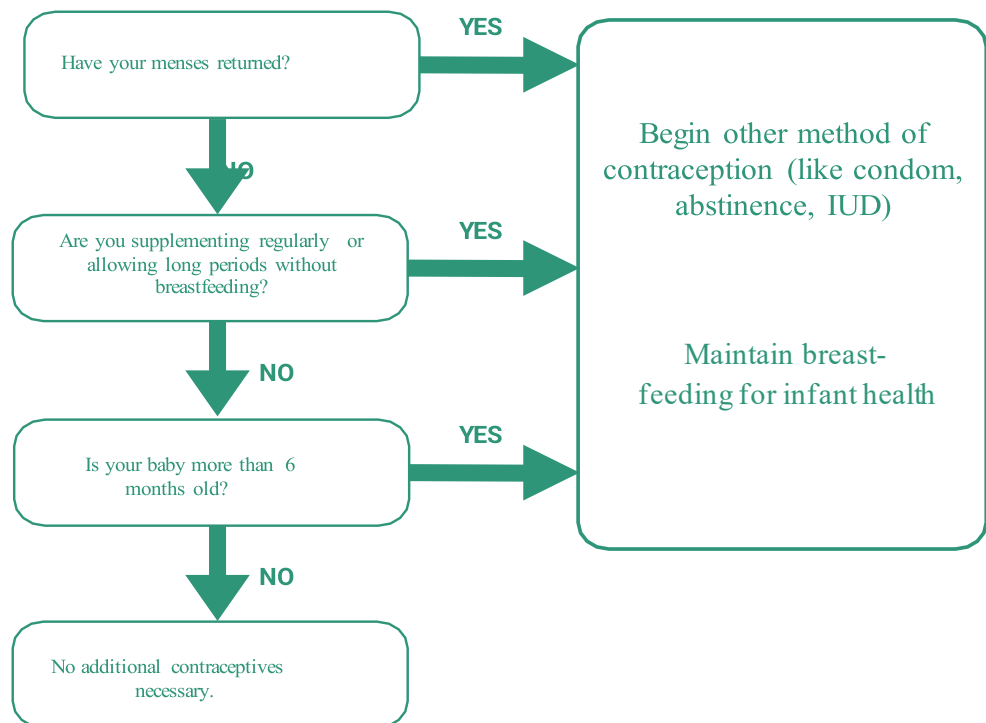 Have your menses returned?
YES
NO
Are you supplementing regularly or
allowing long periods without
breastfeeding?
YES
NO
Is your baby more than 6
months old?
YES
NO
No additional contraceptives
necessary.
Begin other method of
contraception (like condom,
abstinence, IUD)
Maintain breast-
feeding for infant health